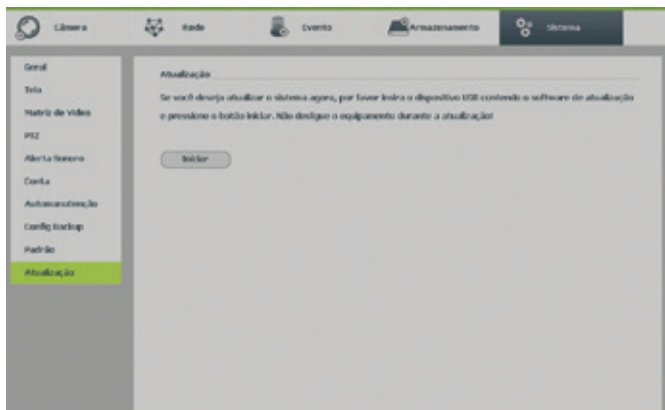 Câmera
Rede
Evento
Armazenamento
Sistema
Geral
Tela
Matriz de Vídeo
PTZ
Alerta Sonoro
Conta
Automanutenção
Config Backup
Padrão
Atualização
Atualização
Se você deseja atualizar o sistema agora, por favor insira o dispositivo USB contendo o software de atualização
e pressione o botão iniciar. Não desligue o equipamento durante a atualização!
Iniciar